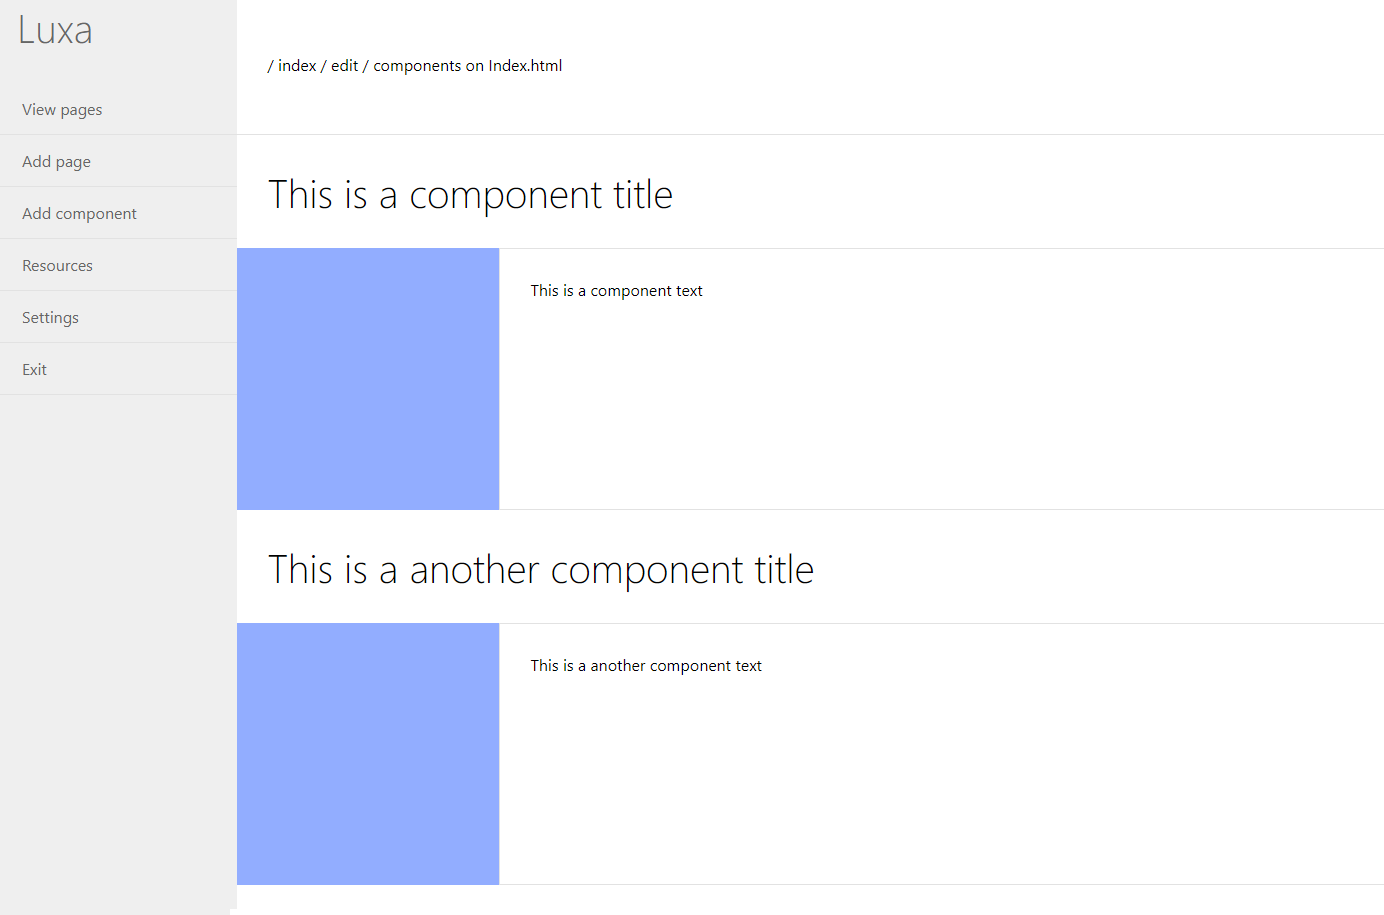 Luxa
View pages
Add page
Add component
Resources
Settings
Exit
/ index / edit / components on Index.html
This is a component title
This is a component text
This is a another component title
This is a another component text